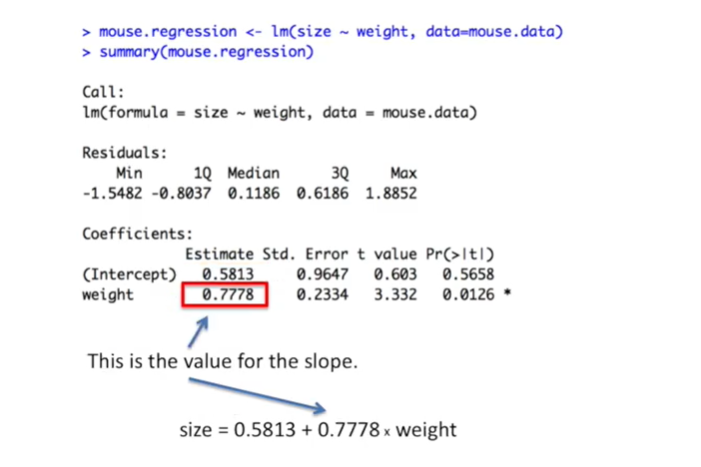 > mouse.regression <- lm(size ~ weight, data=mouse.data)
> summary(mouse.regression)
Call:
lm(formula = size ~ weight, data = mouse.data)
Residuals:
Min 1Q Median 3Q Max
-1.5482 -0.8037 0.1186 0.6186 1.8852
Coefficients:
Estimate Std. Error t value Pr(>|t|)
(Intercept) 0.5813 0.9647 0.603 0.5658
weight 0.7778 0.2334 3.332 0.0126 *
This is the value for the slope.
size = 0.5813 + 0.7778 x weight